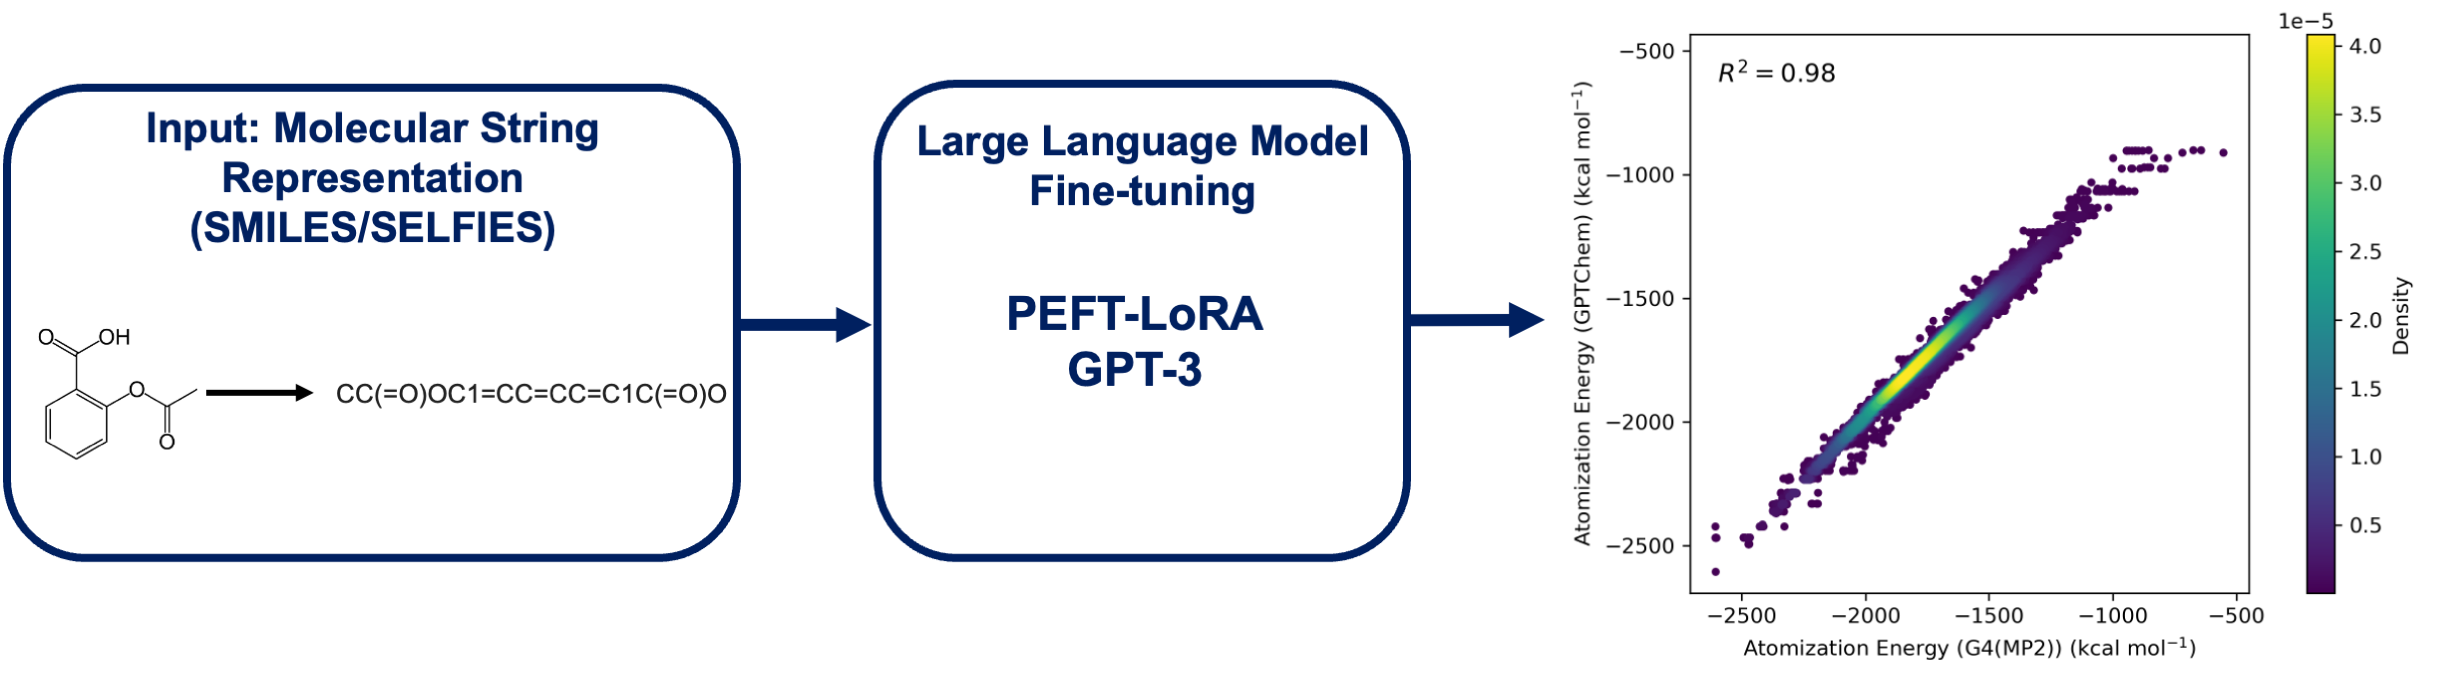 Input: Molecular String
Representation
(SMILES/SELFIES)
O
OH
O
O
CC(=O)OC1=CC=CC=C1C(=O)O
Large Language Model
Fine-tuning
PEFT-LoRA
GPT-3
R² = 0.98
Atomization Energy (GPTChem) (kcal mol⁻¹)
−500
−1000
−1500
−2000
−2500
−2500 −2000 −1500 −1000 −500
Atomization Energy (G4(MP2)) (kcal mol⁻¹)
1e−5
4.0
3.5
3.0
2.5
2.0
1.5
1.0
0.5
Density